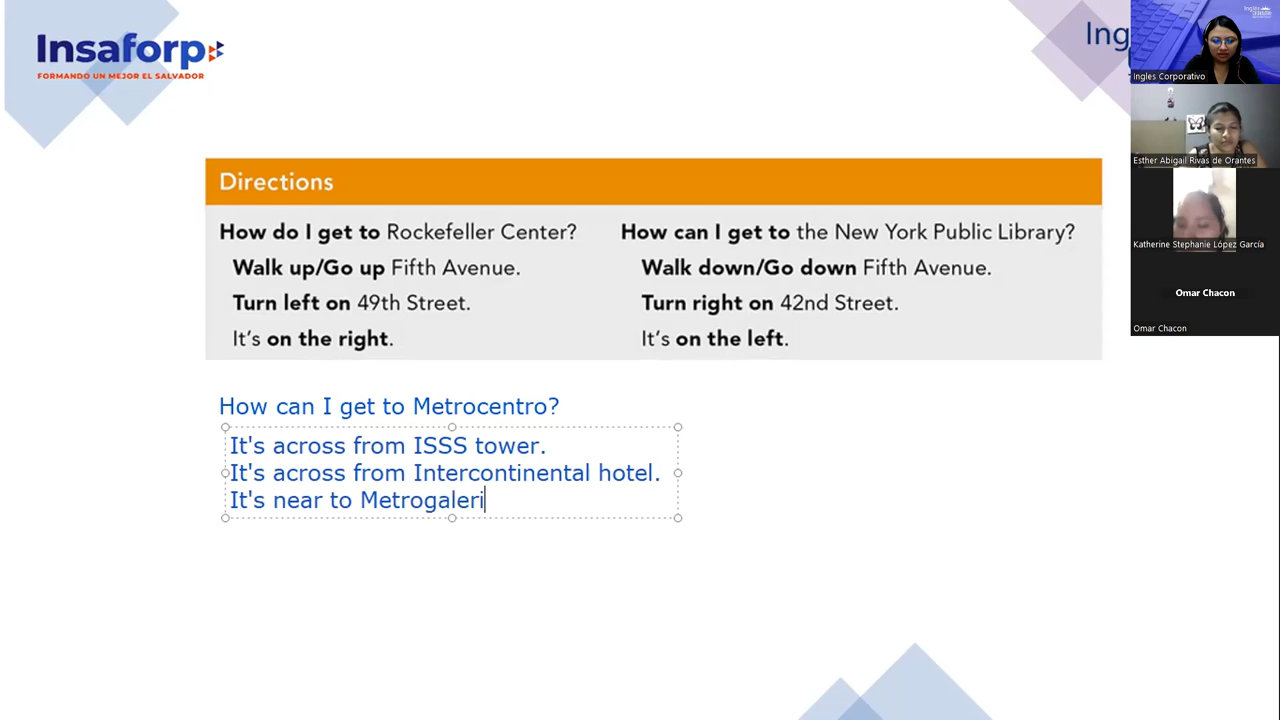 Insaforp
FORMANDO UN MEJOR EL SALVADOR
Ing
Directions
How do I get to Rockefeller Center?
Walk up/Go up Fifth Avenue.
Turn left on 49th Street.
It's on the right.
How can I get to the New York Public Library?
Walk down/Go down Fifth Avenue.
Turn right on 42nd Street.
It's on the left.
How can I get to Metrocentro?
It's across from ISSS tower.
It's across from Intercontinental hotel.
It's near to Metrogaleri
Ingles Corporativo
Esther Abigail Rivas de Orantes
Katherine Stephanie López García
Omar Chacon
Omar Chacon